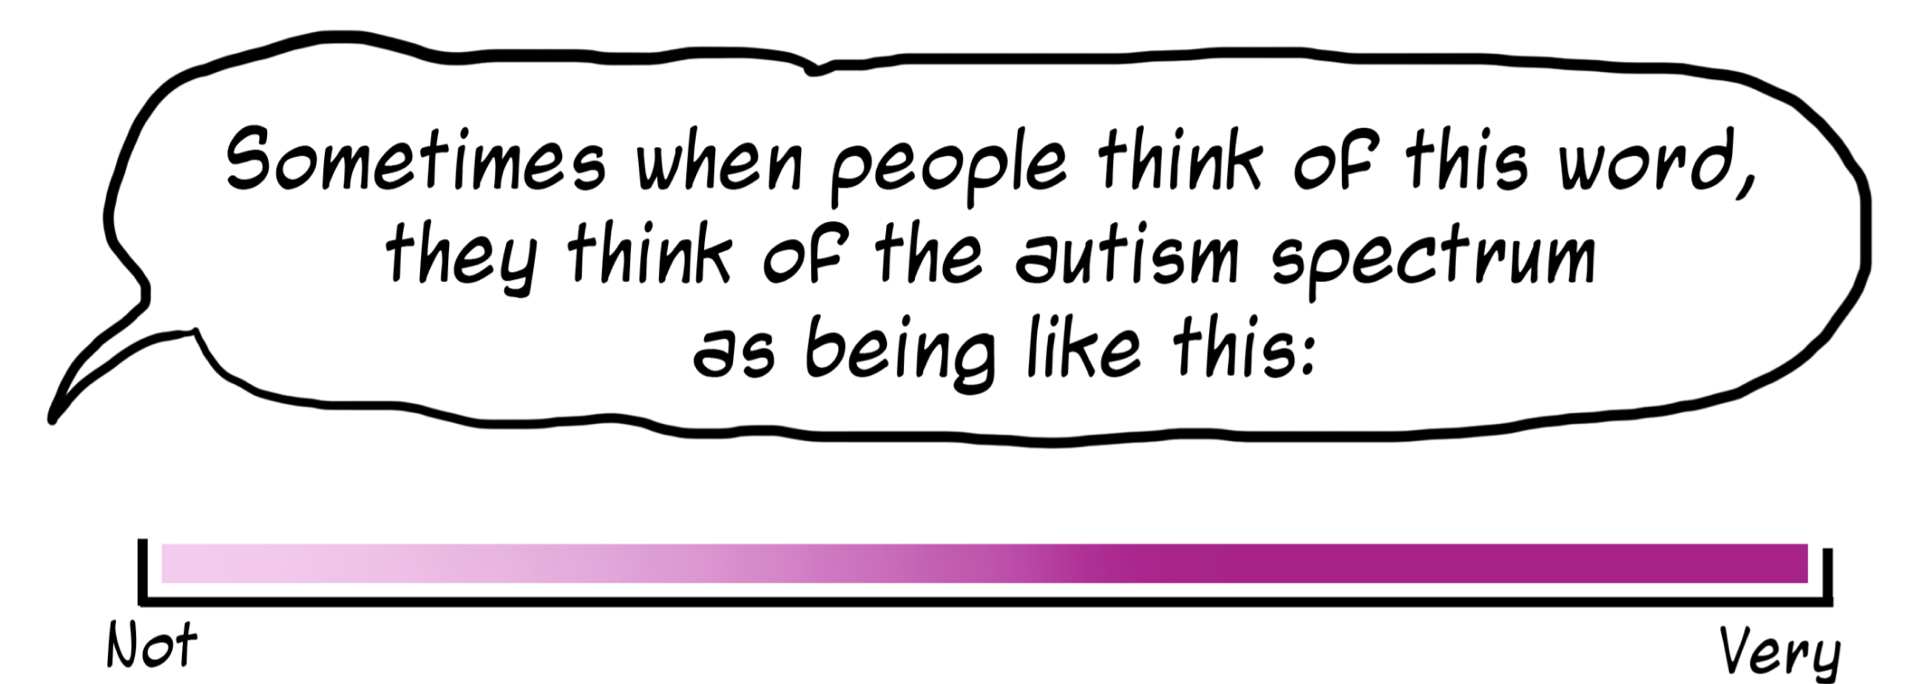 Sometimes when people think of this word,
they think of the autism spectrum
as being like this:
Not
Very